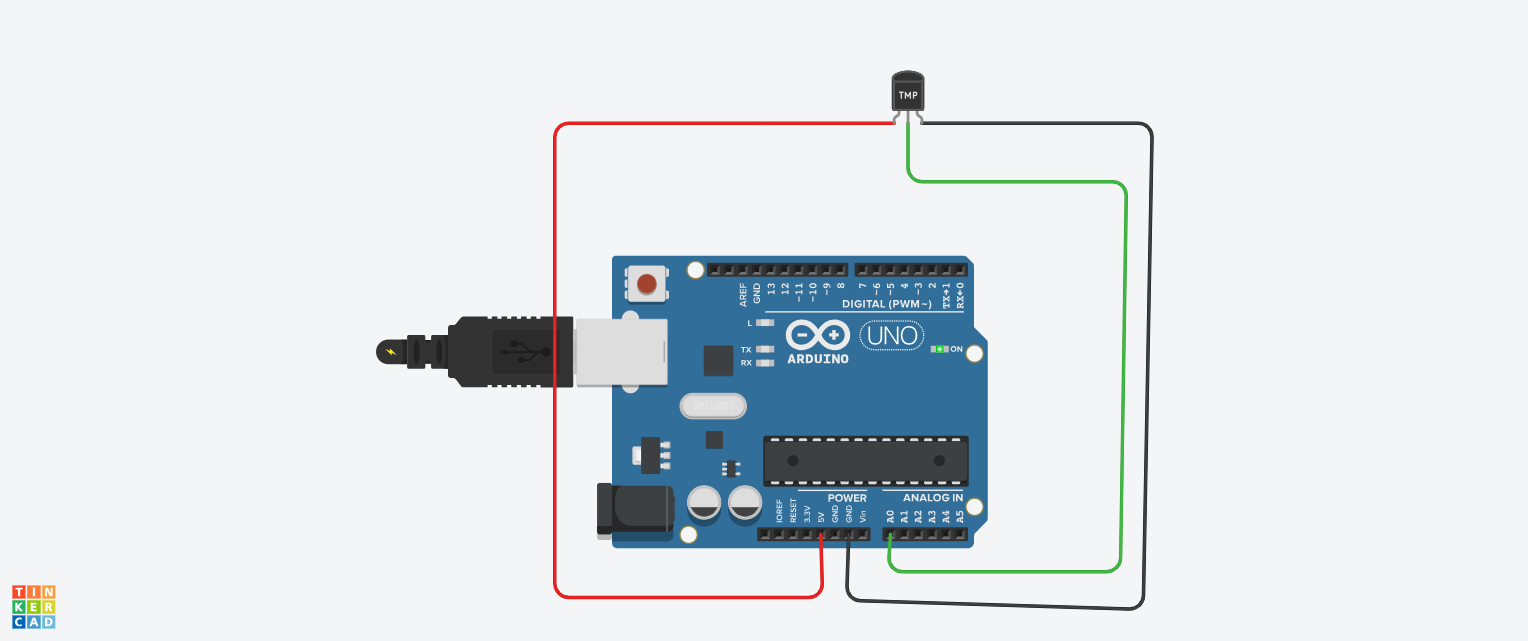 TMP
AREF
GND
13
12
~11
~10
~9
8
7
~6
~5
4
~3
2
TX→1
RX←0
DIGITAL (PWM~)
L
TX
RX
ARDUINO
UNO
ON
POWER
ANALOG IN
IOREF
RESET
3.3V
5V
GND
GND
Vin
A0
A1
A2
A3
A4
A5
TIN
KER
CAD